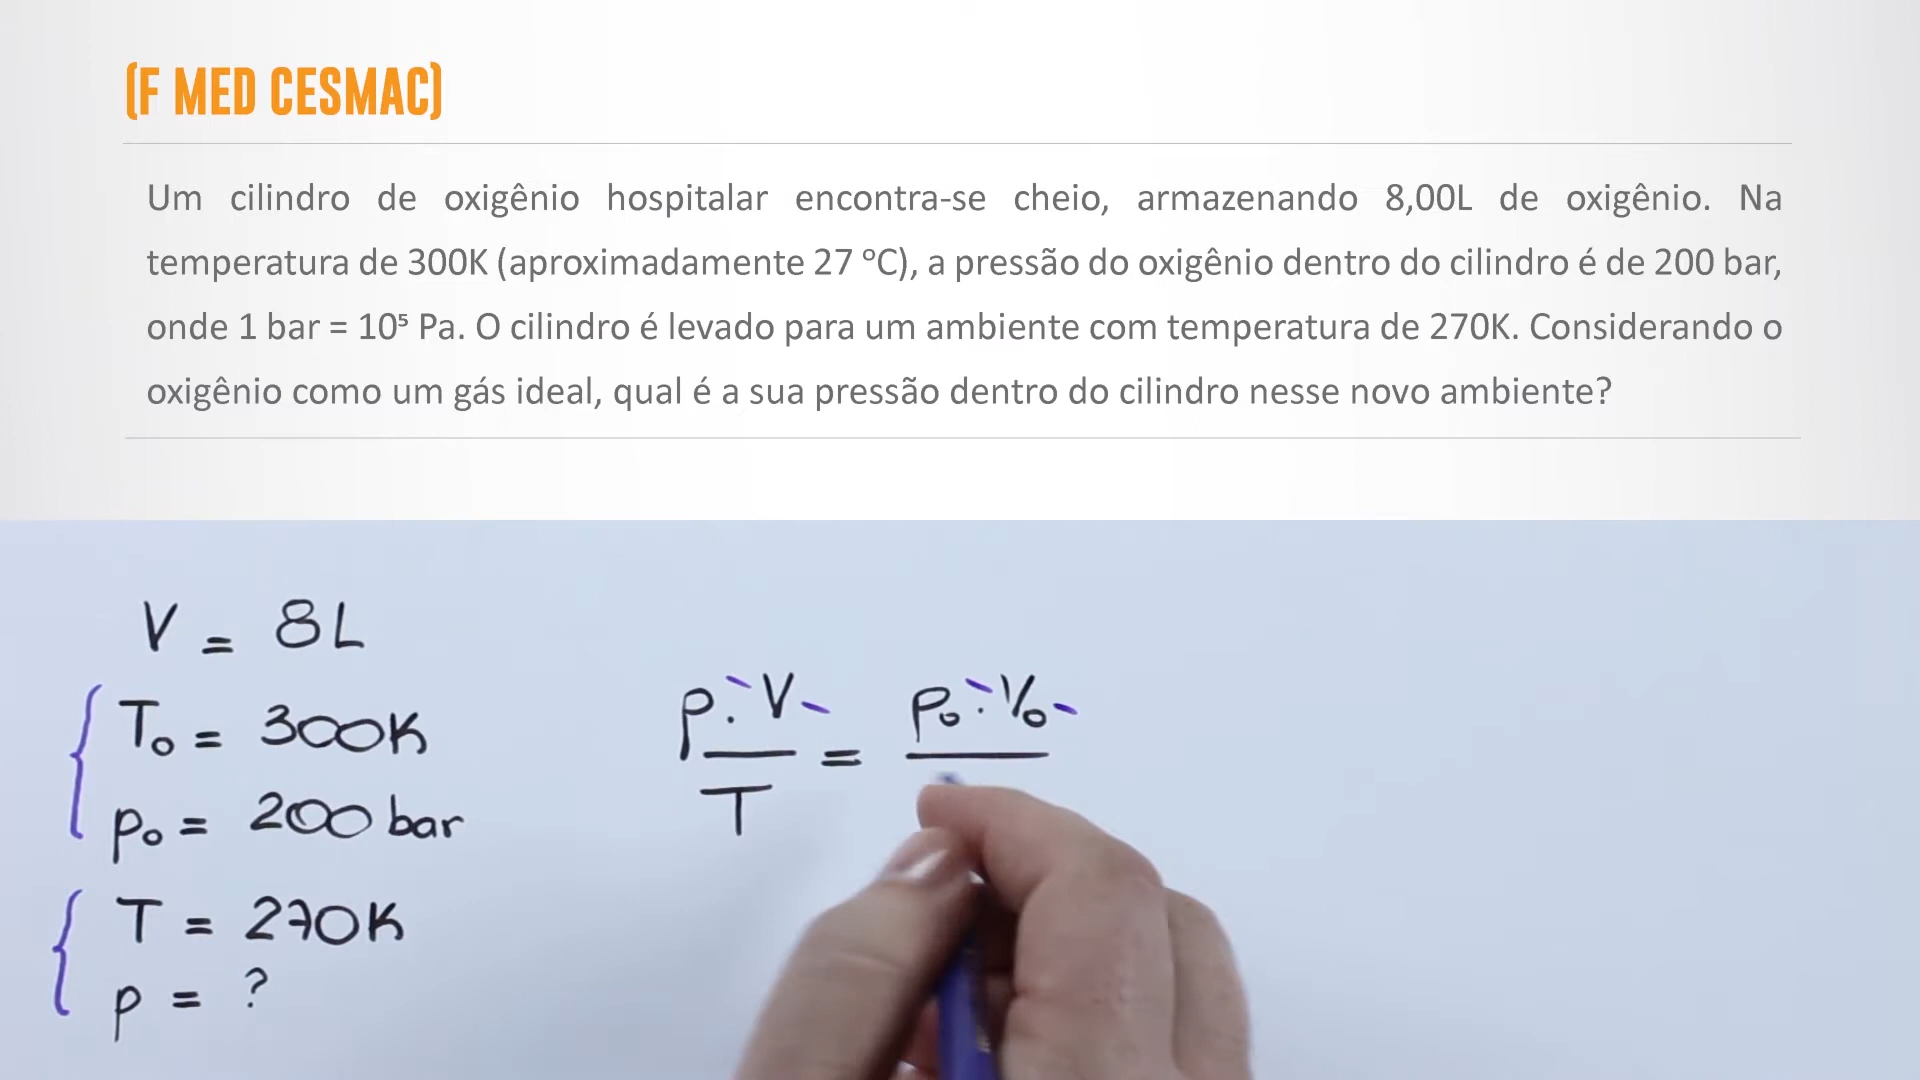 (F MED CESMAC)
Um cilindro de oxigênio hospitalar encontra-se cheio, armazenando 8,00L de oxigênio. Na
temperatura de 300K (aproximadamente 27 °C), a pressão do oxigênio dentro do cilindro é de 200 bar,
onde 1 bar = 10⁵ Pa. O cilindro é levado para um ambiente com temperatura de 270K. Considerando o
oxigênio como um gás ideal, qual é a sua pressão dentro do cilindro nesse novo ambiente?
V = 8L
T₀ = 300K
p₀ = 200 bar
T = 270K
p = ?
p . V = p₀ . V₀
T